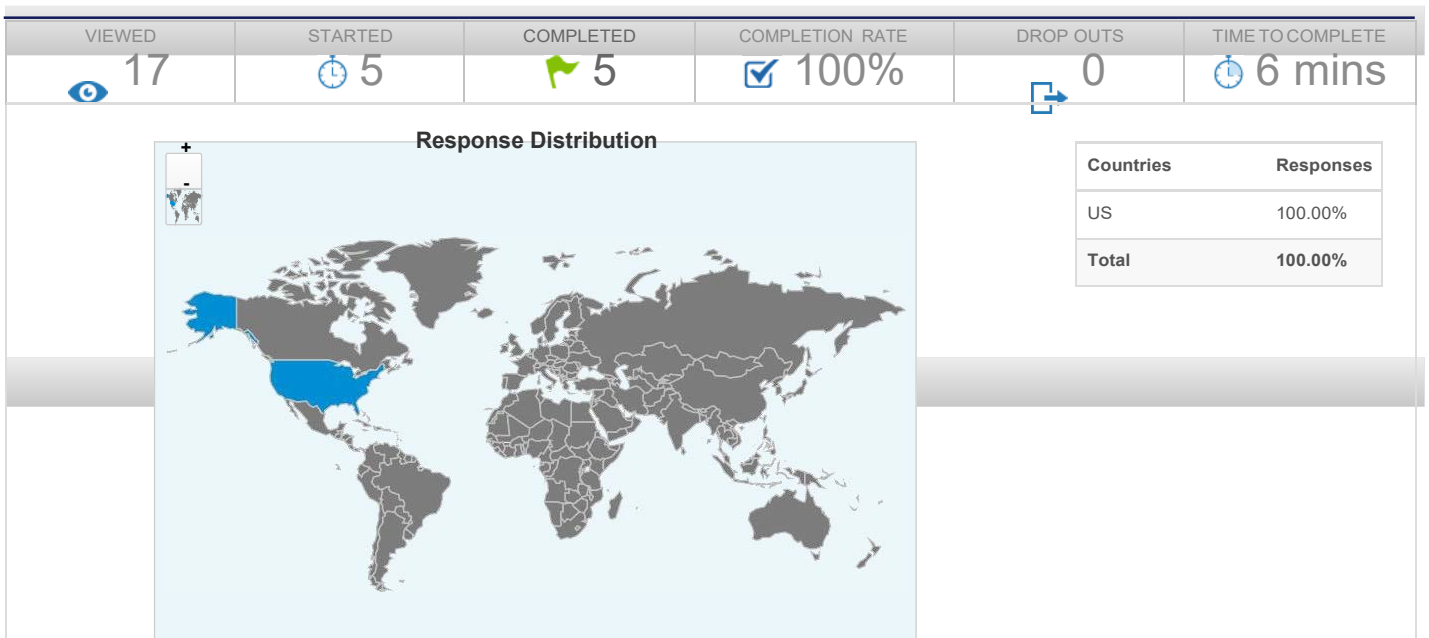 VIEWED STARTED COMPLETED COMPLETION RATE DROP OUTS TIME TO COMPLETE
17 5 5 100% 0 6 mins
Response Distribution
+
-
Countries Responses
US 100.00%
Total 100.00%